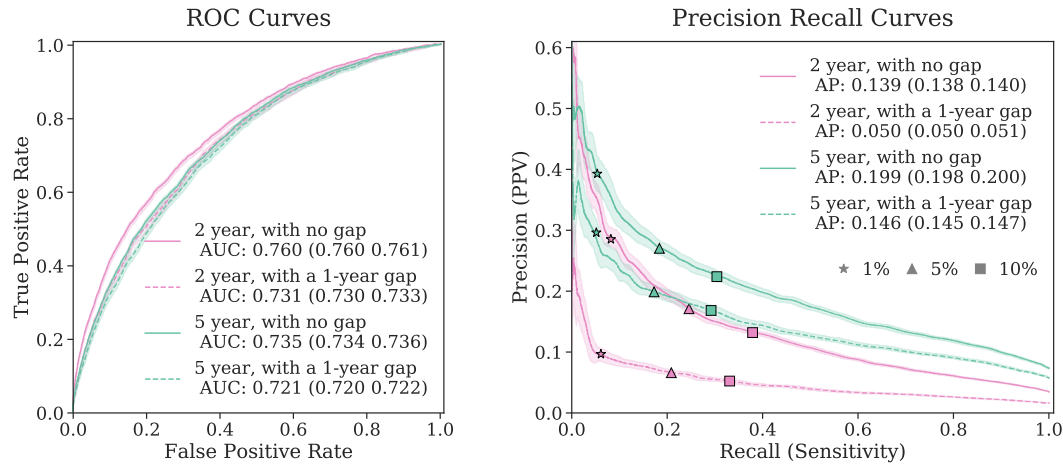 ROC Curves
True Positive Rate
1.0
0.8
0.6
0.4
0.2
0.0
2 year, with no gap
AUC: 0.760 (0.760 0.761)
2 year, with a 1-year gap
AUC: 0.731 (0.730 0.733)
5 year, with no gap
AUC: 0.735 (0.734 0.736)
5 year, with a 1-year gap
AUC: 0.721 (0.720 0.722)
0.0 0.2 0.4 0.6 0.8 1.0
False Positive Rate
Precision Recall Curves
Precision (PPV)
0.6
0.5
0.4
0.3
0.2
0.1
0.0
2 year, with no gap
AP: 0.139 (0.138 0.140)
2 year, with a 1-year gap
AP: 0.050 (0.050 0.051)
5 year, with no gap
AP: 0.199 (0.198 0.200)
5 year, with a 1-year gap
AP: 0.146 (0.145 0.147)
1% 5% 10%
0.0 0.2 0.4 0.6 0.8 1.0
Recall (Sensitivity)